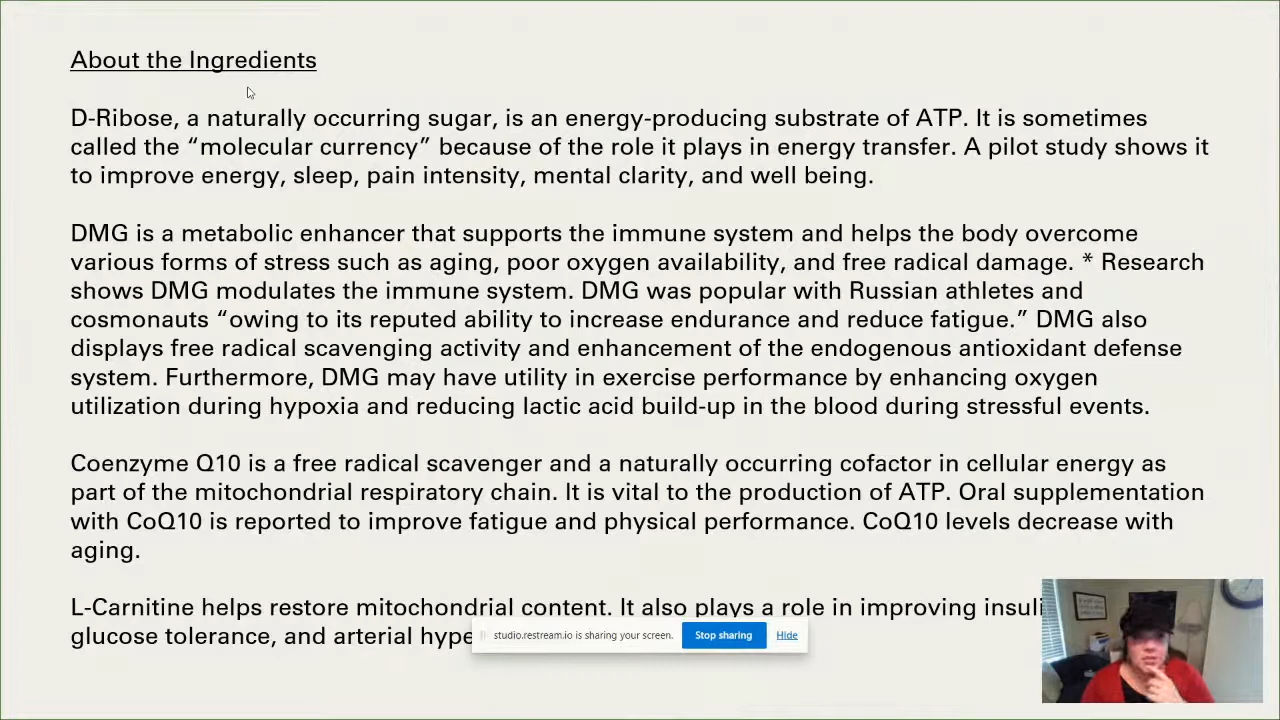 About the Ingredients
D-Ribose, a naturally occurring sugar, is an energy-producing substrate of ATP. It is sometimes
called the “molecular currency” because of the role it plays in energy transfer. A pilot study shows it
to improve energy, sleep, pain intensity, mental clarity, and well being.
DMG is a metabolic enhancer that supports the immune system and helps the body overcome
various forms of stress such as aging, poor oxygen availability, and free radical damage. * Research
shows DMG modulates the immune system. DMG was popular with Russian athletes and
cosmonauts “owing to its reputed ability to increase endurance and reduce fatigue.” DMG also
displays free radical scavenging activity and enhancement of the endogenous antioxidant defense
system. Furthermore, DMG may have utility in exercise performance by enhancing oxygen
utilization during hypoxia and reducing lactic acid build-up in the blood during stressful events.
Coenzyme Q10 is a free radical scavenger and a naturally occurring cofactor in cellular energy as
part of the mitochondrial respiratory chain. It is vital to the production of ATP. Oral supplementation
with CoQ10 is reported to improve fatigue and physical performance. CoQ10 levels decrease with
aging.
L-Carnitine helps restore mitochondrial content. It also plays a role in improving insuli
glucose tolerance, and arterial hype
studio.restream.io is sharing your screen.
Stop sharing
Hide